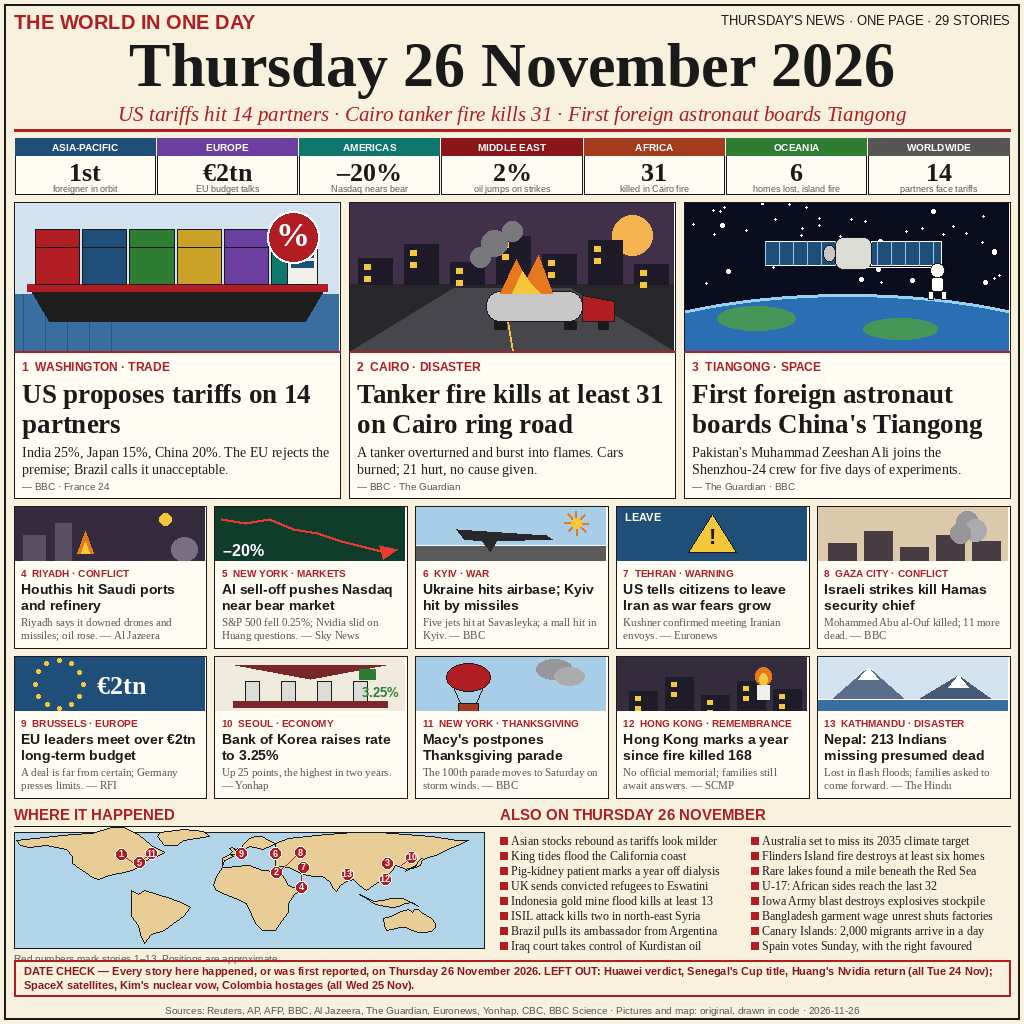 THE WORLD IN ONE DAY
THURSDAY'S NEWS · ONE PAGE · 29 STORIES
Thursday 26 November 2026
US tariffs hit 14 partners · Cairo tanker fire kills 31 · First foreign astronaut boards Tiangong
ASIA-PACIFIC
1st
foreigner in orbit
EUROPE
€2tn
EU budget talks
AMERICAS
–20%
Nasdaq nears bear
MIDDLE EAST
2%
oil jumps on strikes
AFRICA
31
killed in Cairo fire
OCEANIA
6
homes lost, island fire
WORLDWIDE
14
partners face tariffs
%
1 WASHINGTON · TRADE
US proposes tariffs on 14
partners
India 25%, Japan 15%, China 20%. The EU rejects the
premise; Brazil calls it unacceptable.
— BBC · France 24
2 CAIRO · DISASTER
Tanker fire kills at least 31
on Cairo ring road
A tanker overturned and burst into flames. Cars
burned; 21 hurt, no cause given.
— BBC · The Guardian
3 TIANGONG · SPACE
First foreign astronaut
boards China's Tiangong
Pakistan's Muhammad Zeeshan Ali joins the
Shenzhou-24 crew for five days of experiments.
— The Guardian · BBC
4 RIYADH · CONFLICT
Houthis hit Saudi ports
and refinery
Riyadh says it downed drones and
missiles; oil rose. — Al Jazeera
–20%
5 NEW YORK · MARKETS
AI sell-off pushes Nasdaq
near bear market
S&P 500 fell 0.25%; Nvidia slid on
Huang questions. — Sky News
6 KYIV · WAR
Ukraine hits airbase; Kyiv
hit by missiles
Five jets hit at Savasleyka; a mall hit in
Kyiv. — BBC
LEAVE
!
7 TEHRAN · WARNING
US tells citizens to leave
Iran as war fears grow
Kushner confirmed meeting Iranian
envoys. — Euronews
8 GAZA CITY · CONFLICT
Israeli strikes kill Hamas
security chief
Mohammed Abu al-Ouf killed; 11 more
dead. — BBC
€2tn
9 BRUSSELS · EUROPE
EU leaders meet over €2tn
long-term budget
A deal is far from certain; Germany
presses limits. — RFI
3.25%
10 SEOUL · ECONOMY
Bank of Korea raises rate
to 3.25%
Up 25 points, the highest in two years.
— Yonhap
11 NEW YORK · THANKSGIVING
Macy's postpones
Thanksgiving parade
The 100th parade moves to Saturday on
storm winds. — BBC
12 HONG KONG · REMEMBRANCE
Hong Kong marks a year
since fire killed 168
No official memorial; families still
await answers. — SCMP
13 KATHMANDU · DISASTER
Nepal: 213 Indians
missing presumed dead
Lost in flash floods; families asked to
come forward. — The Hindu
WHERE IT HAPPENED
1
5
11
9
6
2
8
7
4
13
3
12
10
Red numbers mark stories 1–13. Positions are approximate.
ALSO ON THURSDAY 26 NOVEMBER
Asian stocks rebound as tariffs look milder
King tides flood the California coast
Pig-kidney patient marks a year off dialysis
UK sends convicted refugees to Eswatini
Indonesia gold mine flood kills at least 13
ISIL attack kills two in north-east Syria
Brazil pulls its ambassador from Argentina
Iraq court takes control of Kurdistan oil
Australia set to miss its 2035 climate target
Flinders Island fire destroys at least six homes
Rare lakes found a mile beneath the Red Sea
U-17: African sides reach the last 32
Iowa Army blast destroys explosives stockpile
Bangladesh garment wage unrest shuts factories
Canary Islands: 2,000 migrants arrive in a day
Spain votes Sunday, with the right favoured
DATE CHECK — Every story here happened, or was first reported, on Thursday 26 November 2026. LEFT OUT: Huawei verdict, Senegal's Cup title, Huang's Nvidia return (all Tue 24 Nov);
SpaceX satellites, Kim's nuclear vow, Colombia hostages (all Wed 25 Nov).
Sources: Reuters, AP, AFP, BBC, Al Jazeera, The Guardian, Euronews, Yonhap, CBC, BBC Science · Pictures and map: original, drawn in code · 2026-11-26